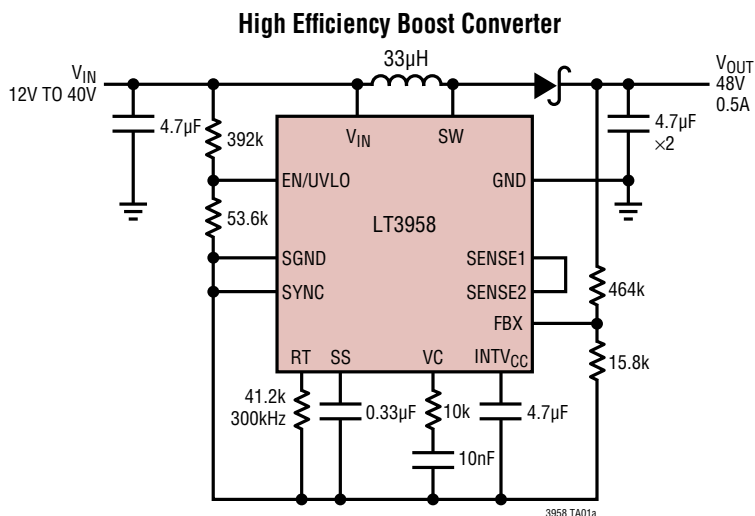 High Efficiency Boost Converter
33µH
VIN
12V TO 40V
VOUT
48V
0.5A
4.7µF
392k
VIN
SW
4.7µF
×2
EN/UVLO
GND
53.6k
LT3958
SGND
SENSE1
SYNC
SENSE2
464k
FBX
RT
SS
VC
INTVCC
15.8k
41.2k
300kHz
0.33µF
10k
4.7µF
10nF
3958 TA01a